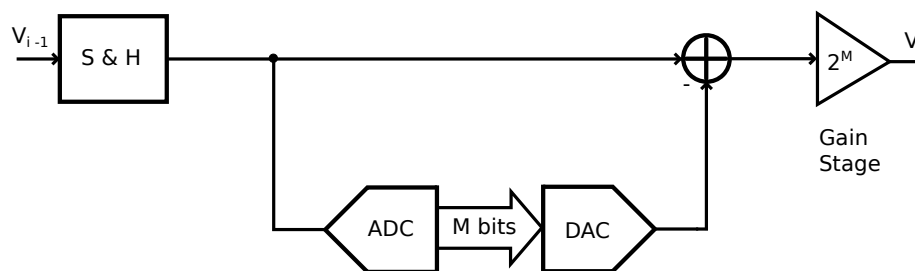 V i -1
S & H
-
2^M
V
Gain
Stage
ADC
M bits
DAC